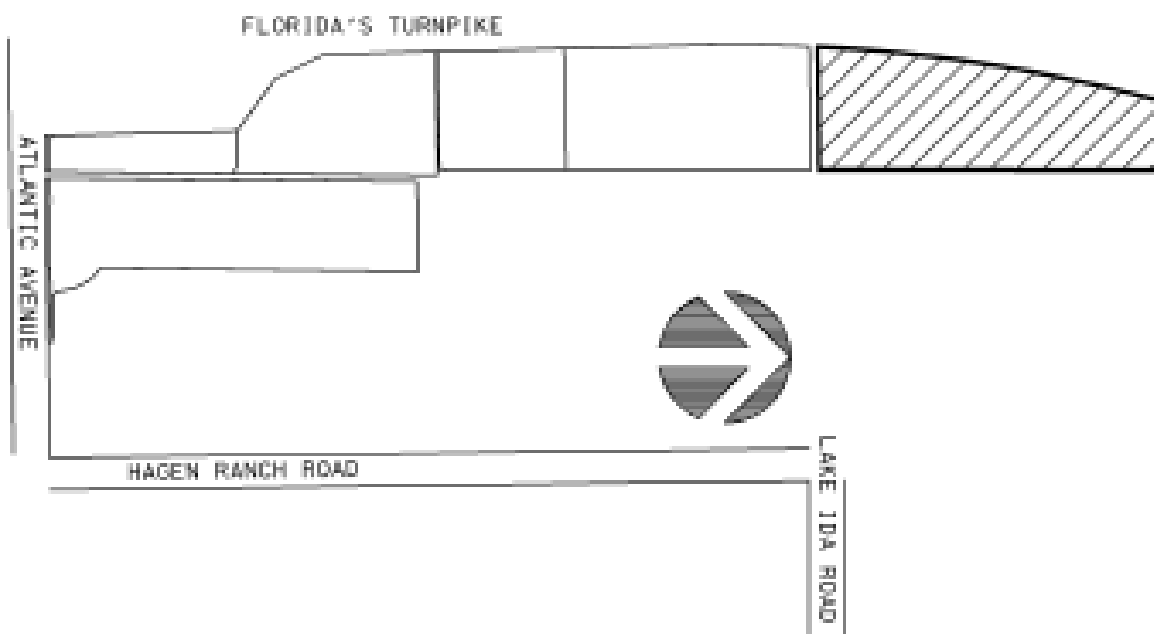 FLORIDA'S TURNPIKE
ATLANTIC AVENUE
HAGEN RANCH ROAD
LAKE IDA ROAD